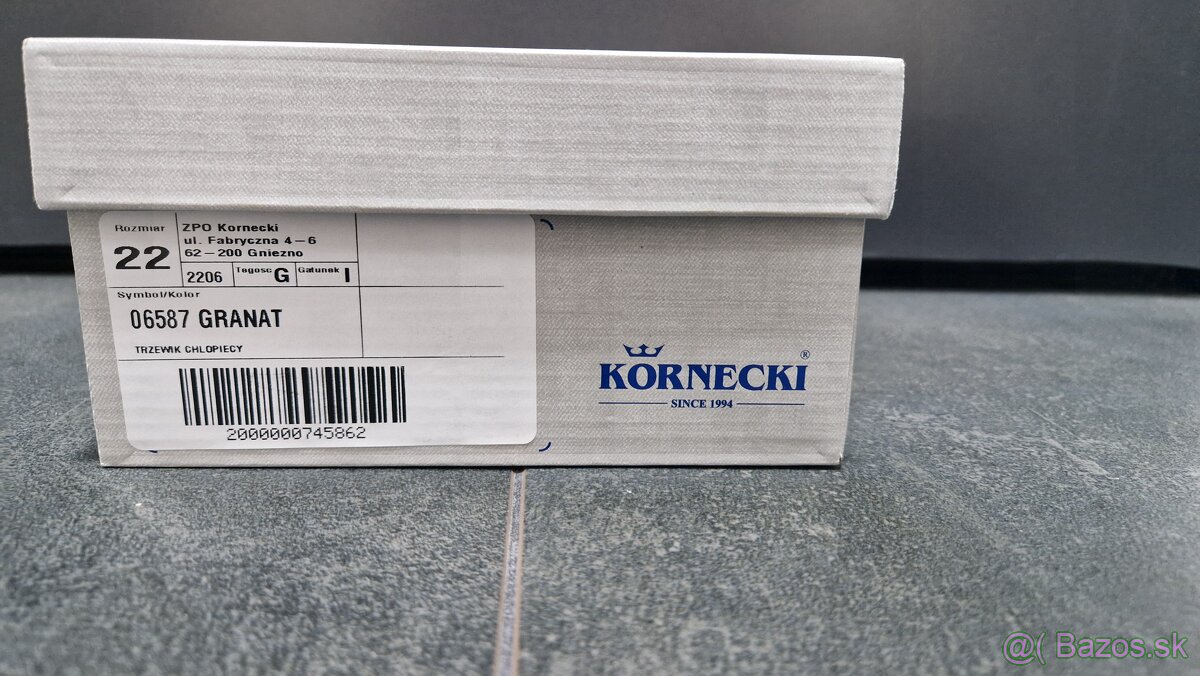 Rozmiar
22
ZPO Kornecki
ul. Fabryczna 4-6
62-200 Gniezno
2206
Tegosc G
Gatunek I
Symbol/Kolor
06587 GRANAT
TRZEWIK CHLOPIECY
2000000745862
KORNECKI®
SINCE 1994
@( Bazos.sk